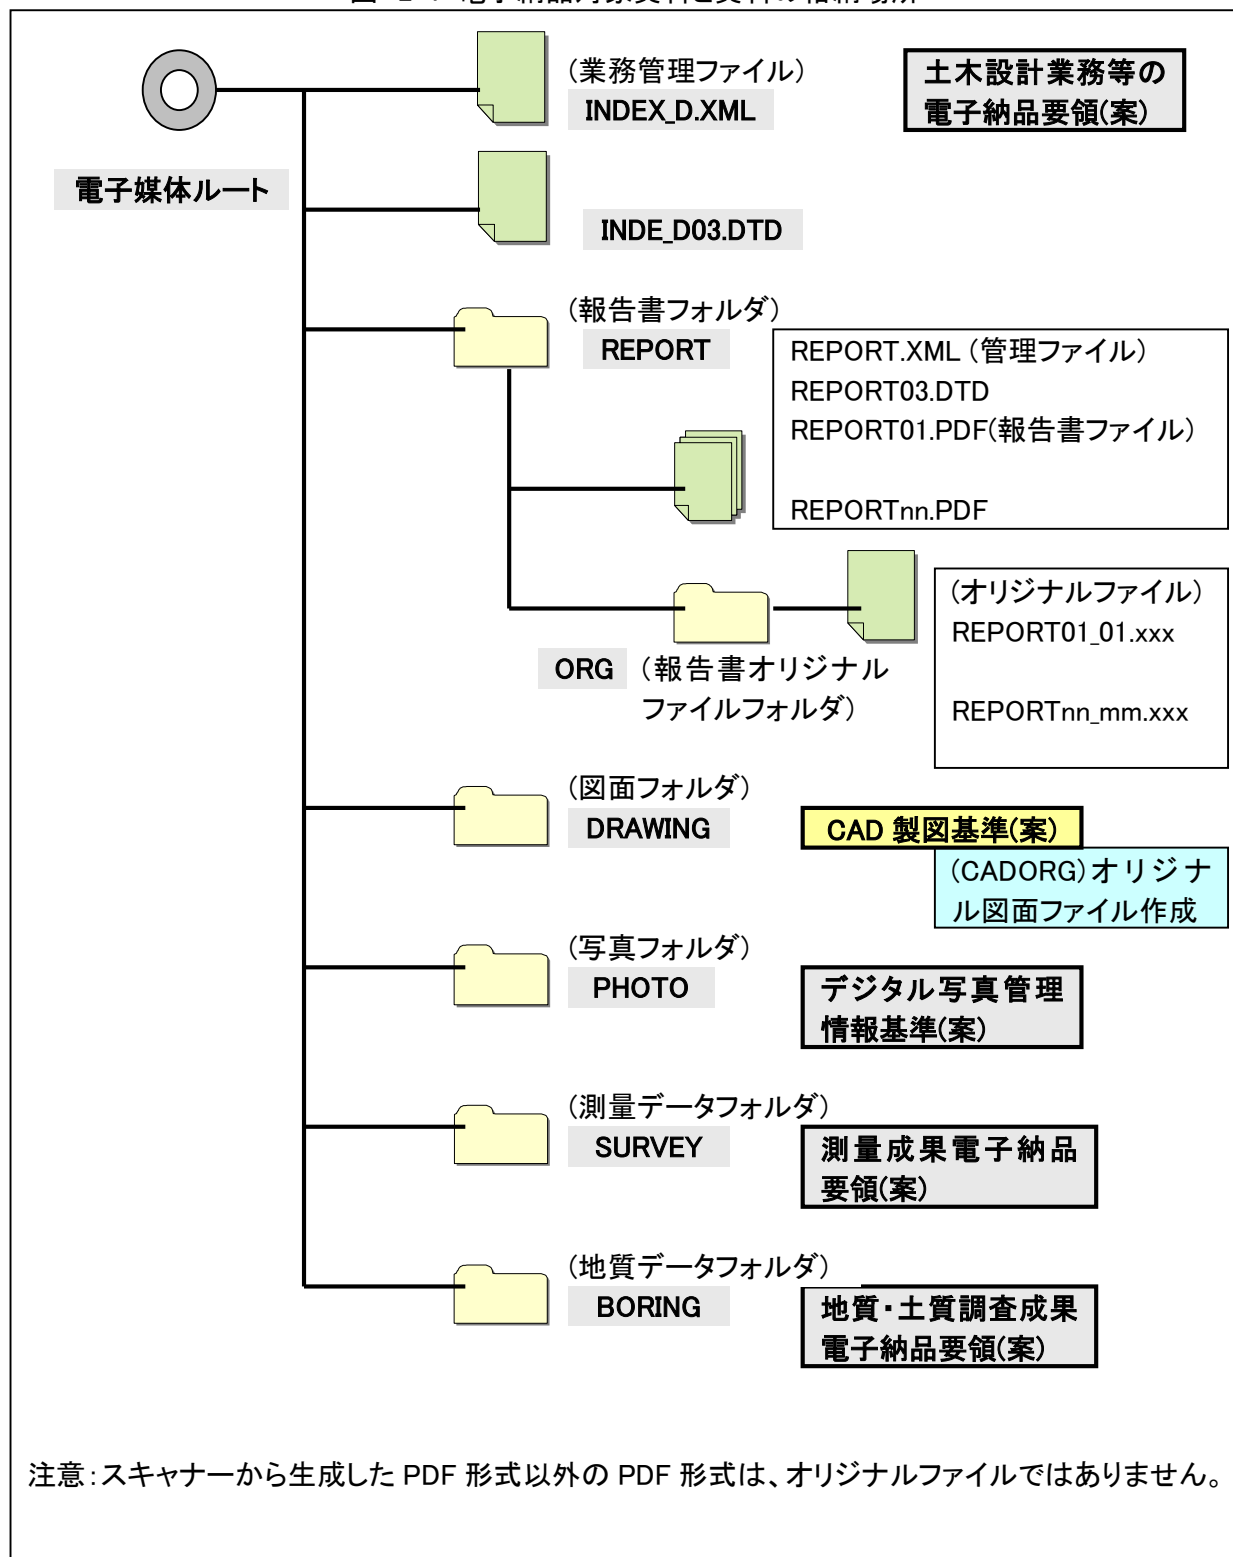 (業務管理ファイル)
INDEX_D.XML
土木設計業務等の
電子納品要領(案)
電子媒体ルート
INDE_D03.DTD
(報告書フォルダ)
REPORT
REPORT.XML (管理ファイル)
REPORT03.DTD
REPORT01.PDF(報告書ファイル)
REPORTnn.PDF
(オリジナルファイル)
REPORT01_01.xxx
REPORTnn_mm.xxx
ORG (報告書オリジナル
ファイルフォルダ)
(図面フォルダ)
DRAWING
CAD 製図基準(案)
(CADORG)オリジナ
ル図面ファイル作成
(写真フォルダ)
PHOTO
デジタル写真管理
情報基準(案)
(測量データフォルダ)
SURVEY
測量成果電子納品
要領(案)
(地質データフォルダ)
BORING
地質・土質調査成果
電子納品要領(案)
注意:スキャナーから生成した PDF 形式以外の PDF 形式は、オリジナルファイルではありません。